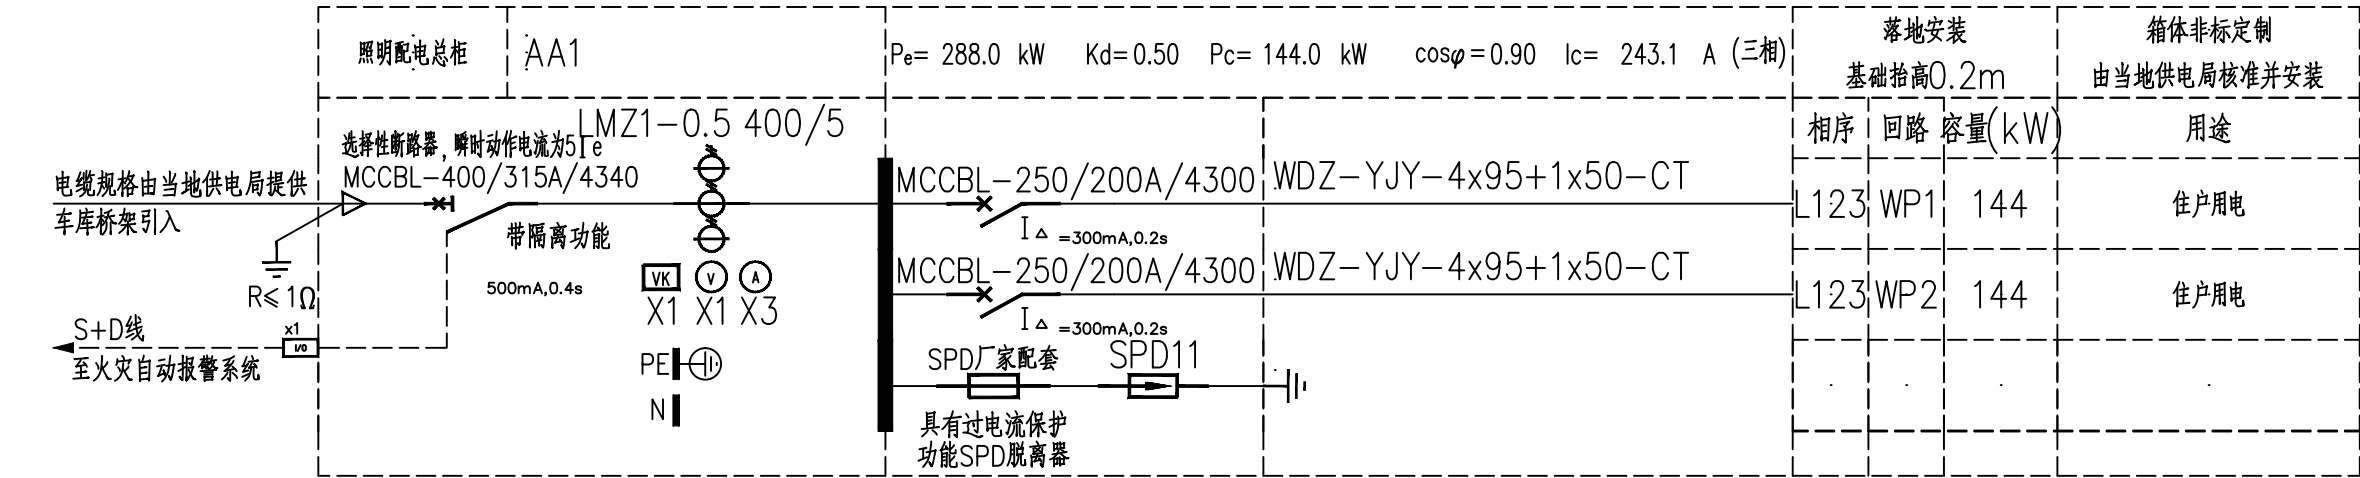 照明配电总柜
AA1
Pe= 288.0 kW Kd=0.50 Pc= 144.0 kW cosφ=0.90 Ic= 243.1 A (三相)
落地安装
基础抬高0.2m
箱体非标定制
由当地供电局核准并安装
相序 回路 容量(kW) 用途
LMZ1-0.5 400/5
选择性断路器，瞬时动作电流为5Ie
MCCBL-400/315A/4340
电缆规格由当地供电局提供
车库桥架引入
带隔离功能
500mA,0.4s
R≤1Ω
VK V A
X1 X1 X3
S+D线
x1
I/O
至火灾自动报警系统
PE
N
MCCBL-250/200A/4300 WDZ-YJY-4x95+1x50-CT
L123 WP1 144 住户用电
I△=300mA,0.2s
MCCBL-250/200A/4300 WDZ-YJY-4x95+1x50-CT
L123 WP2 144 住户用电
I△=300mA,0.2s
SPD厂家配套
SPD11
具有过电流保护
功能SPD脱离器